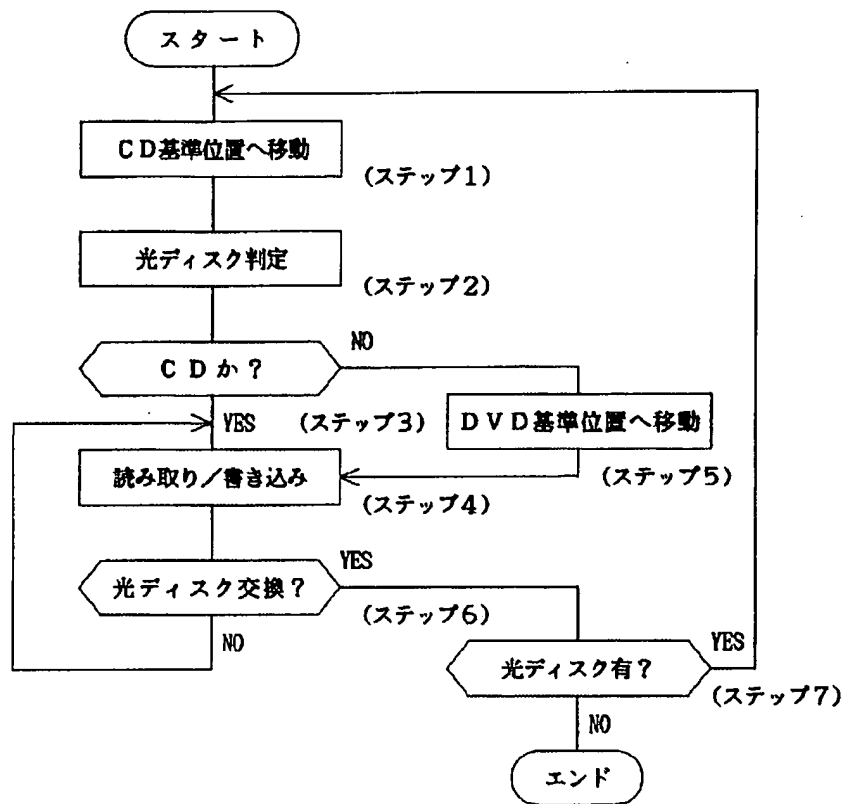 スタート
CD基準位置へ移動
(ステップ1)
光ディスク判定
(ステップ2)
CDか?
NO
YES
(ステップ3)
DVD基準位置へ移動
(ステップ5)
読み取り/書き込み
(ステップ4)
光ディスク交換?
YES
(ステップ6)
NO
光ディスク有?
YES
(ステップ7)
NO
エンド